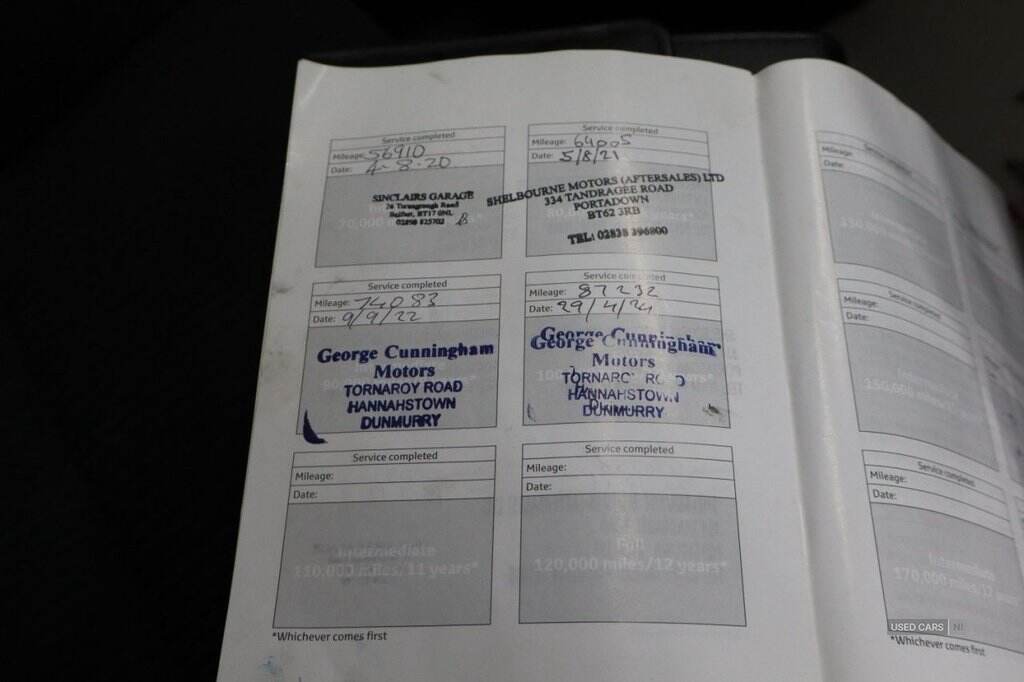 Service completed
Mileage: 56910
Date: 4-8-20
SINCLAIRS GARAGE
Service completed
Mileage: 64005
Date: 5/8/21
SHELBOURNE MOTORS (AFTERSALES) LTD
334 TANDRAGEE ROAD
PORTADOWN
BT62 3RB
TEL: 02838 396800
Service completed
Mileage: 74083
Date: 9/9/22
George Cunningham
Motors
TORNAROY ROAD
HANNAHSTOWN
DUNMURRY
Service completed
Mileage: 87232
Date: 29/4/24
George Cunningham
George Cunningham
Motors
TORNAROY ROAD
HANNAHSTOWN
DUNMURRY
Service completed
Mileage:
Date:
Intermediate
110,000 miles/11 years*
Service completed
Mileage:
Date:
Full
120,000 miles/12 years*
*Whichever comes first
Service completed
Mileage:
Date:
Service completed
Mileage:
Date:
Service completed
Mileage:
Date:
Intermediate
170,000 miles/17
*Whichever comes first
USED CARS NI